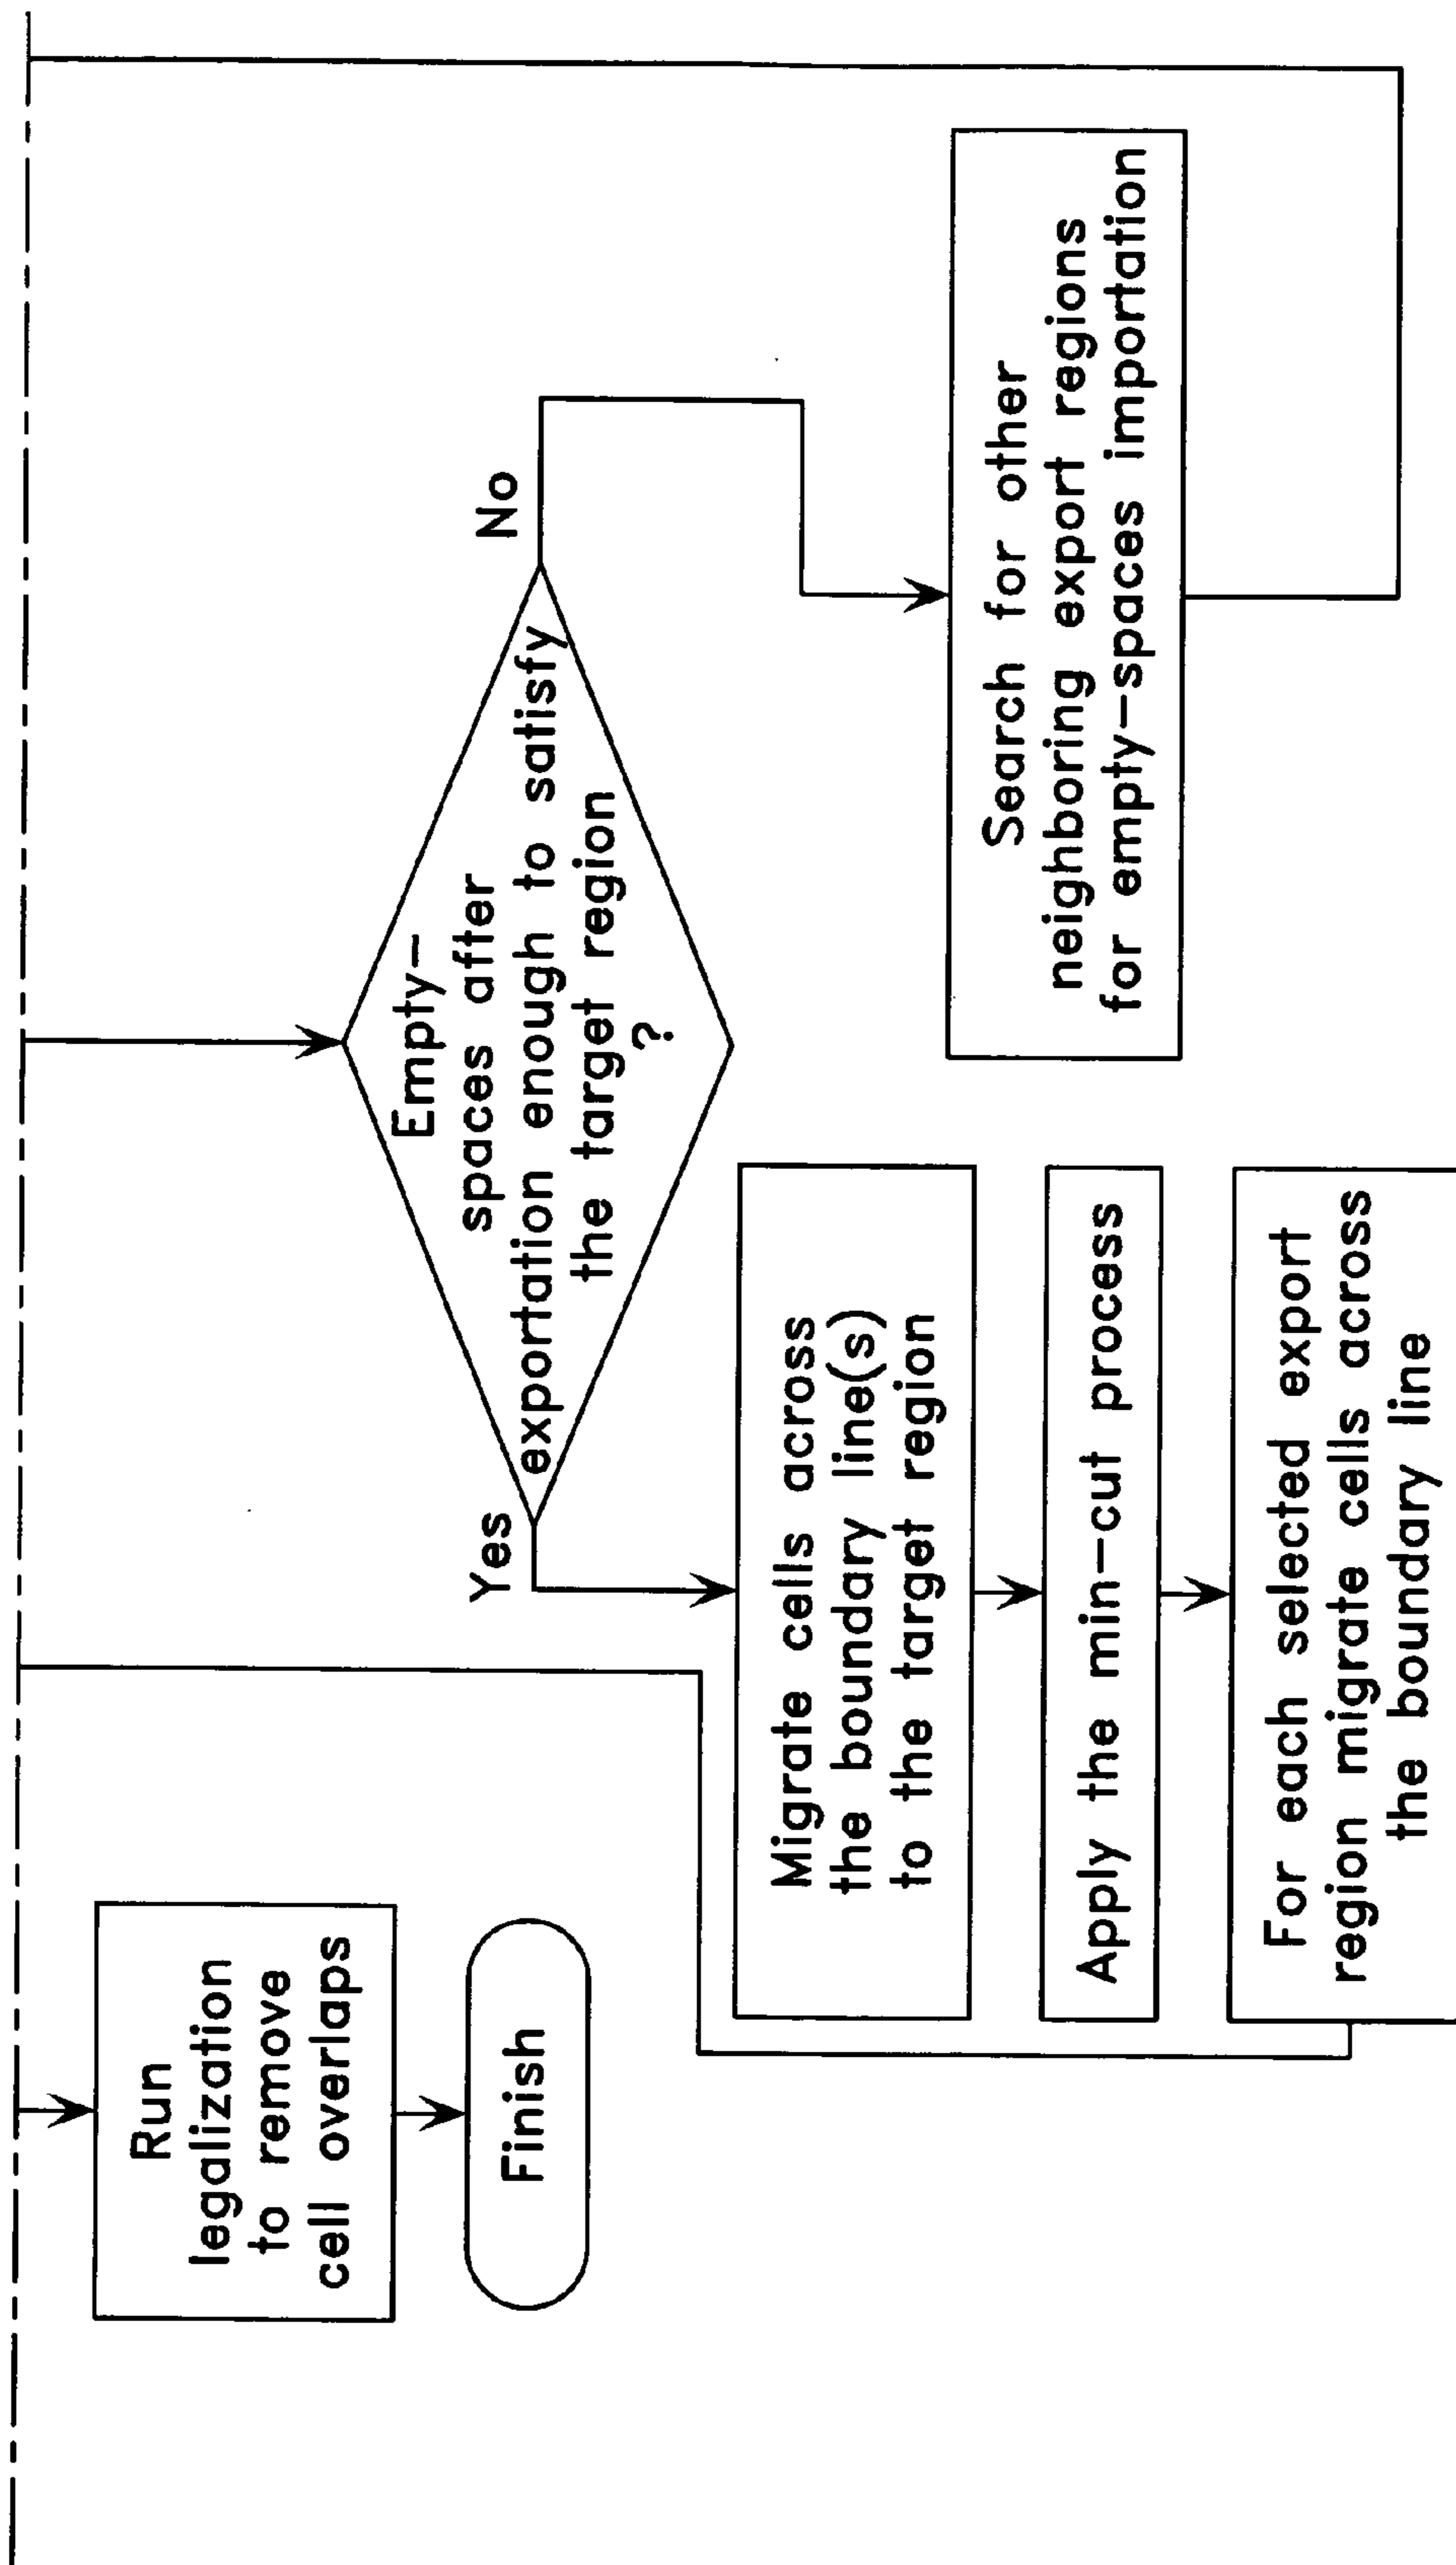 Run
legalization
to remove
cell overlaps
Finish
Empty-
spaces after
exportation enough to satisfy
the target region
?
Yes
No
Migrate cells across
the boundary line(s)
to the target region
Apply the min-cut process
For each selected export
region migrate cells across
the boundary line
Search for other
neighboring export regions
for empty-spaces importation